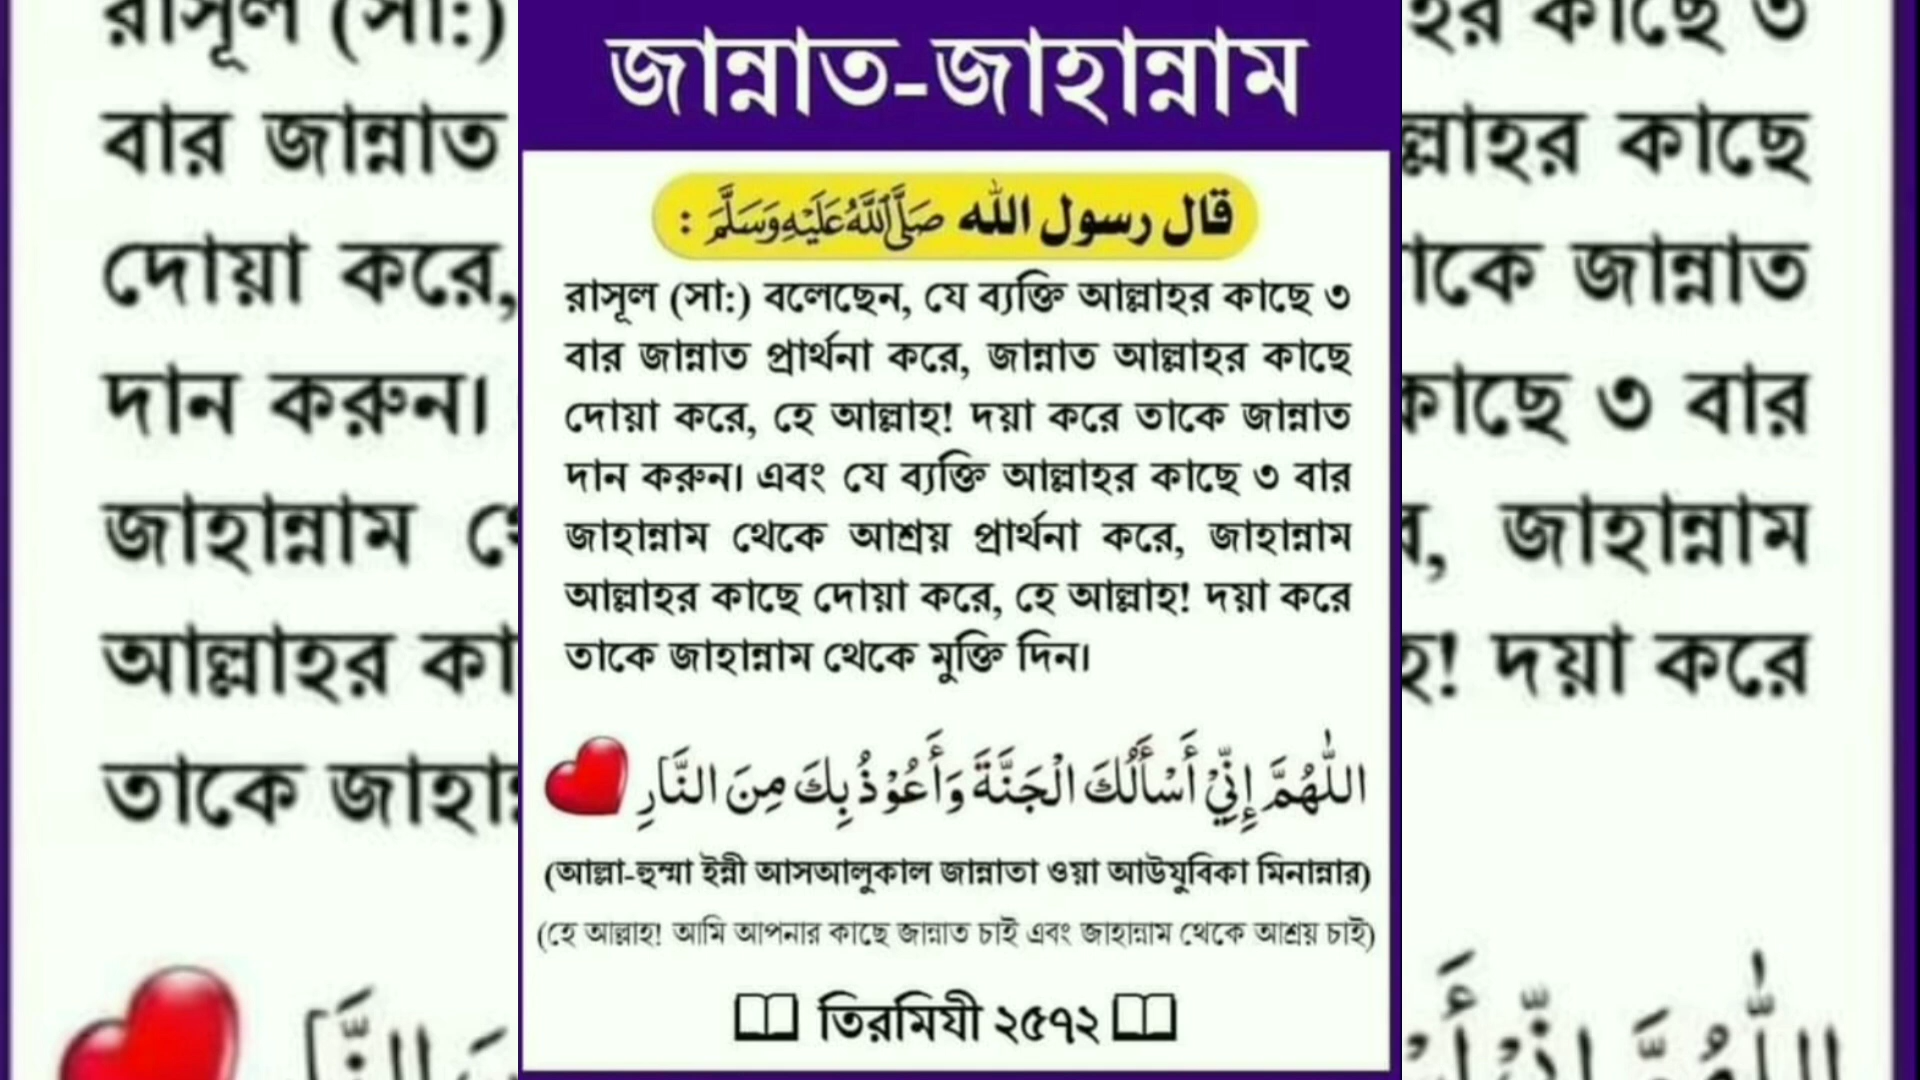 জান্নাত-জাহান্নাম
قال رسول الله صَلَّى اللَّهُ عَلَيْهِ وَسَلَّمَ :
রাসূল (সা:) বলেছেন, যে ব্যক্তি আল্লাহর কাছে ৩
বার জান্নাত প্রার্থনা করে, জান্নাত আল্লাহর কাছে
দোয়া করে, হে আল্লাহ! দয়া করে তাকে জান্নাত
দান করুন। এবং যে ব্যক্তি আল্লাহর কাছে ৩ বার
জাহান্নাম থেকে আশ্রয় প্রার্থনা করে, জাহান্নাম
আল্লাহর কাছে দোয়া করে, হে আল্লাহ! দয়া করে
তাকে জাহান্নাম থেকে মুক্তি দিন।
اللّٰهُمَّ إِنِّيْ أَسْأَلُكَ الْجَنَّةَ وَأَعُوْذُ بِكَ مِنَ النَّارِ
(আল্লা-হুম্মা ইন্নী আসআলুকাল জান্নাতা ওয়া আউযুবিকা মিনান্নার)
(হে আল্লাহ! আমি আপনার কাছে জান্নাত চাই এবং জাহান্নাম থেকে আশ্রয় চাই)
তিরমিযী ২৫৭২